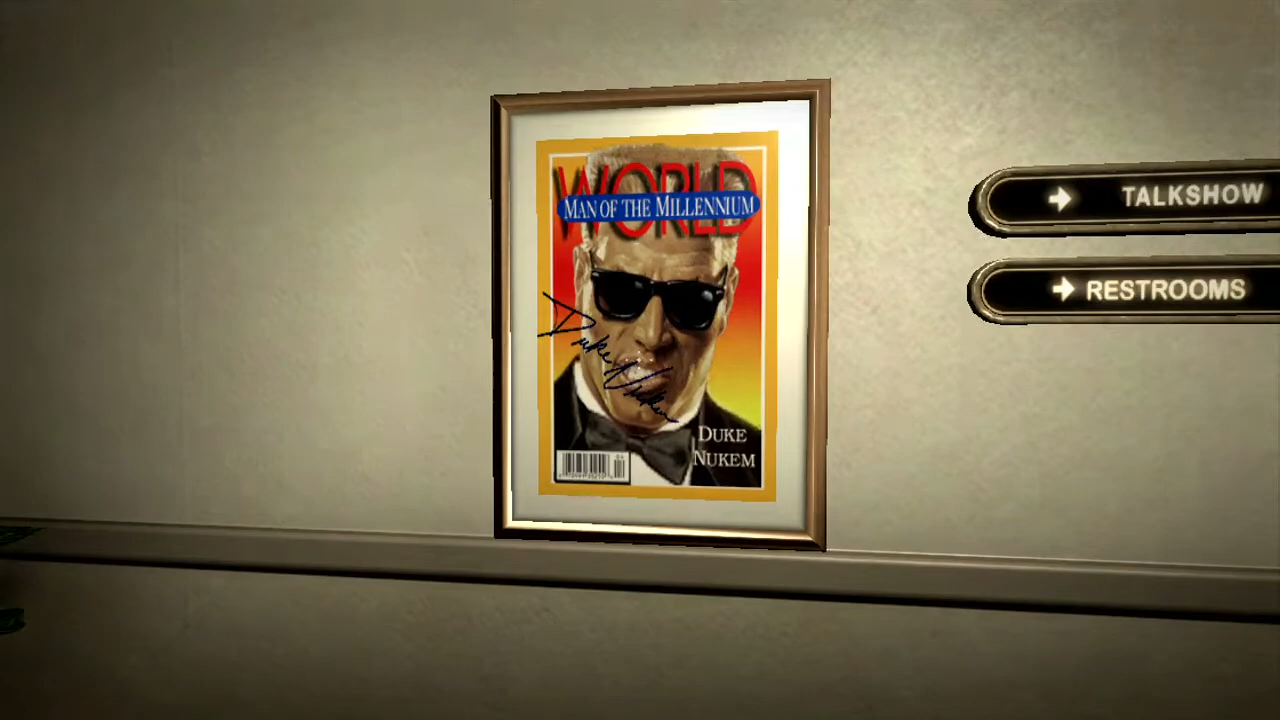 WORLD
MAN OF THE MILLENNIUM
Duke Nukem
DUKE
NUKEM
TALKSHOW
RESTROOMS